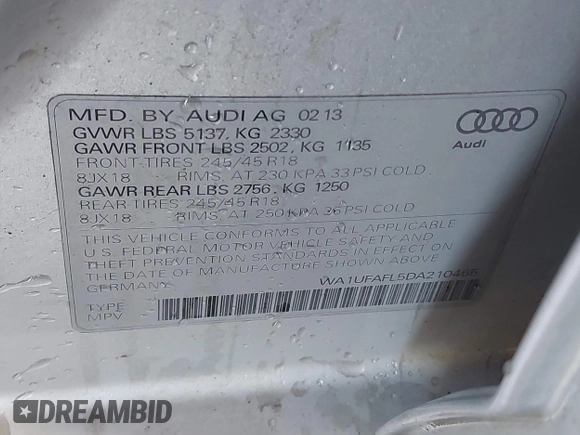 MFD. BY AUDI AG 02 13
Audi
GVWR LBS 5137, KG 2330
GAWR FRONT LBS 2502, KG 1135
FRONT-TIRES 245/45 R18
8JX18 RIMS, AT 230 KPA 33 PSI COLD
GAWR REAR LBS 2756, KG 1250
REAR-TIRES 245/45 R18
8JX18 RIMS, AT 250 KPA 36 PSI COLD
THIS VEHICLE CONFORMS TO ALL APPLICABLE
U.S. FEDERAL MOTOR VEHICLE SAFETY AND
THEFT PREVENTION STANDARDS IN EFFECT ON
THE DATE OF MANUFACTURE SHOWN ABOVE.
GERMANY
WA1UFAFL5DA210465
TYPE
MPV
DREAMBID